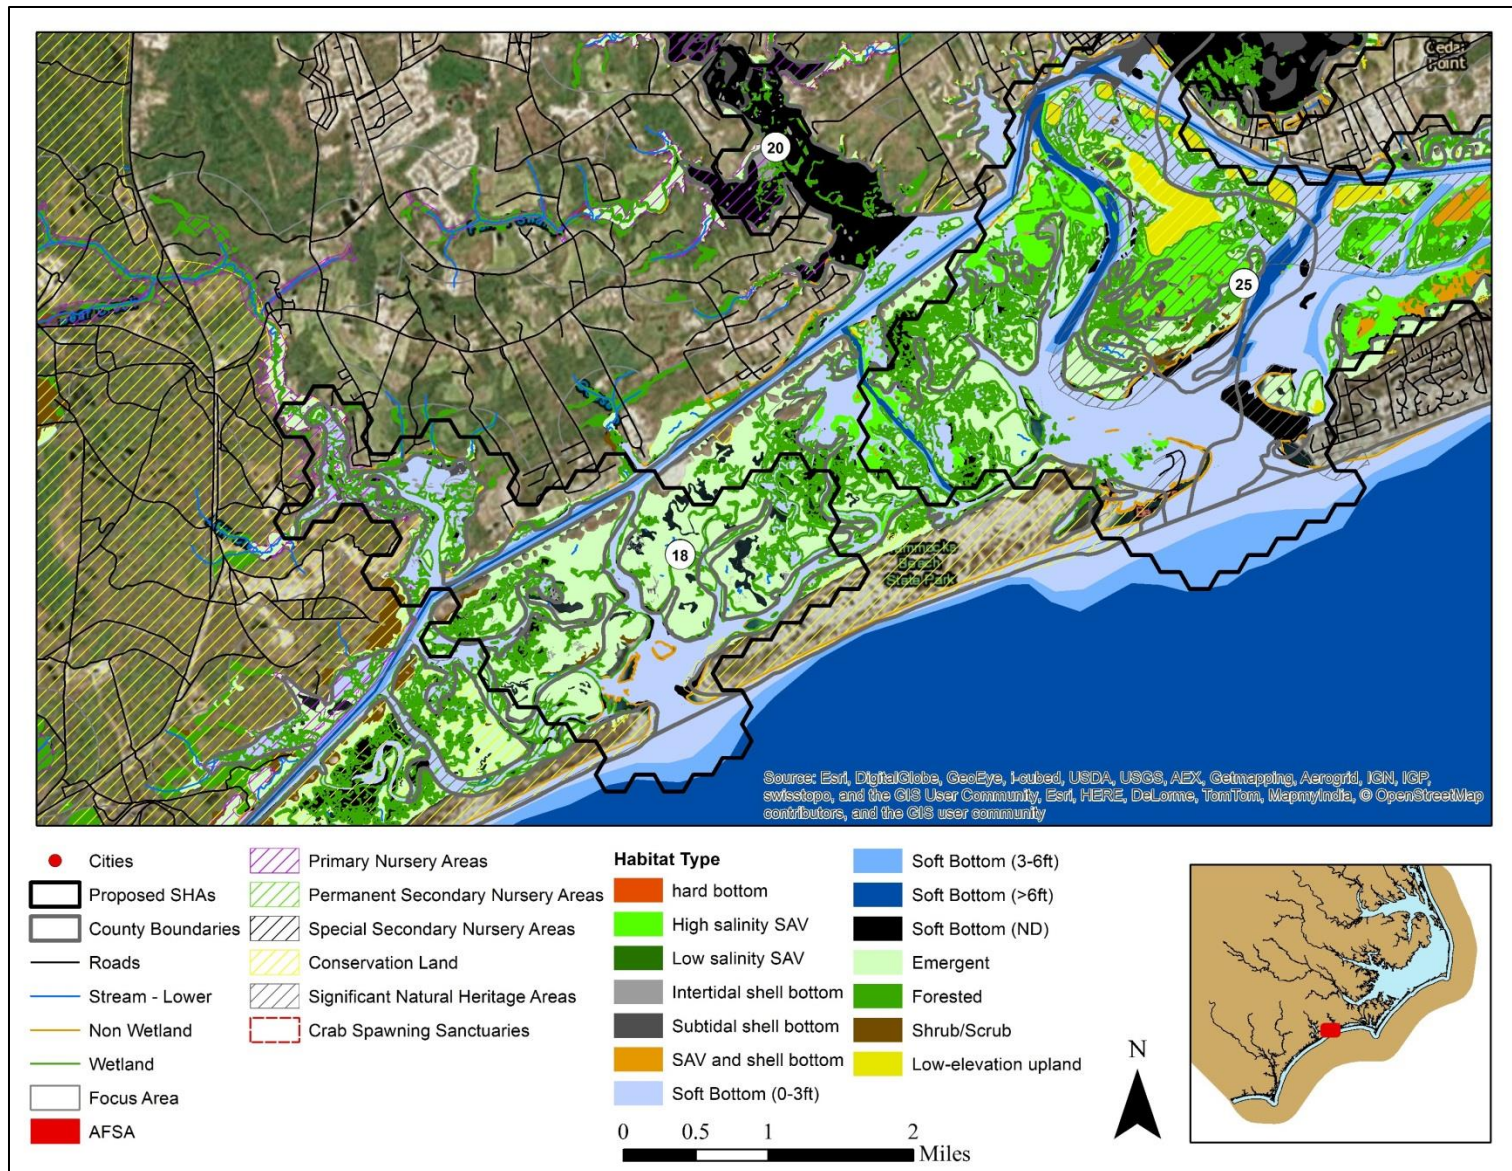 Cedar
Point
20
25
18
Hammocks
Beach
State Park
Source: Esri, DigitalGlobe, GeoEye, i-cubed, USDA, USGS, AEX, Getmapping, Aerogrid, IGN, IGP,
swisstopo, and the GIS User Community, Esri, HERE, DeLorme, TomTom, MapmyIndia, © OpenStreetMap
contributors, and the GIS user community
Cities
Proposed SHAs
County Boundaries
Roads
Stream - Lower
Non Wetland
Wetland
Focus Area
AFSA
Primary Nursery Areas
Permanent Secondary Nursery Areas
Special Secondary Nursery Areas
Conservation Land
Significant Natural Heritage Areas
Crab Spawning Sanctuaries
Habitat Type
hard bottom
High salinity SAV
Low salinity SAV
Intertidal shell bottom
Subtidal shell bottom
SAV and shell bottom
Soft Bottom (0-3ft)
Soft Bottom (3-6ft)
Soft Bottom (>6ft)
Soft Bottom (ND)
Emergent
Forested
Shrub/Scrub
Low-elevation upland
0 0.5 1 2
Miles
N